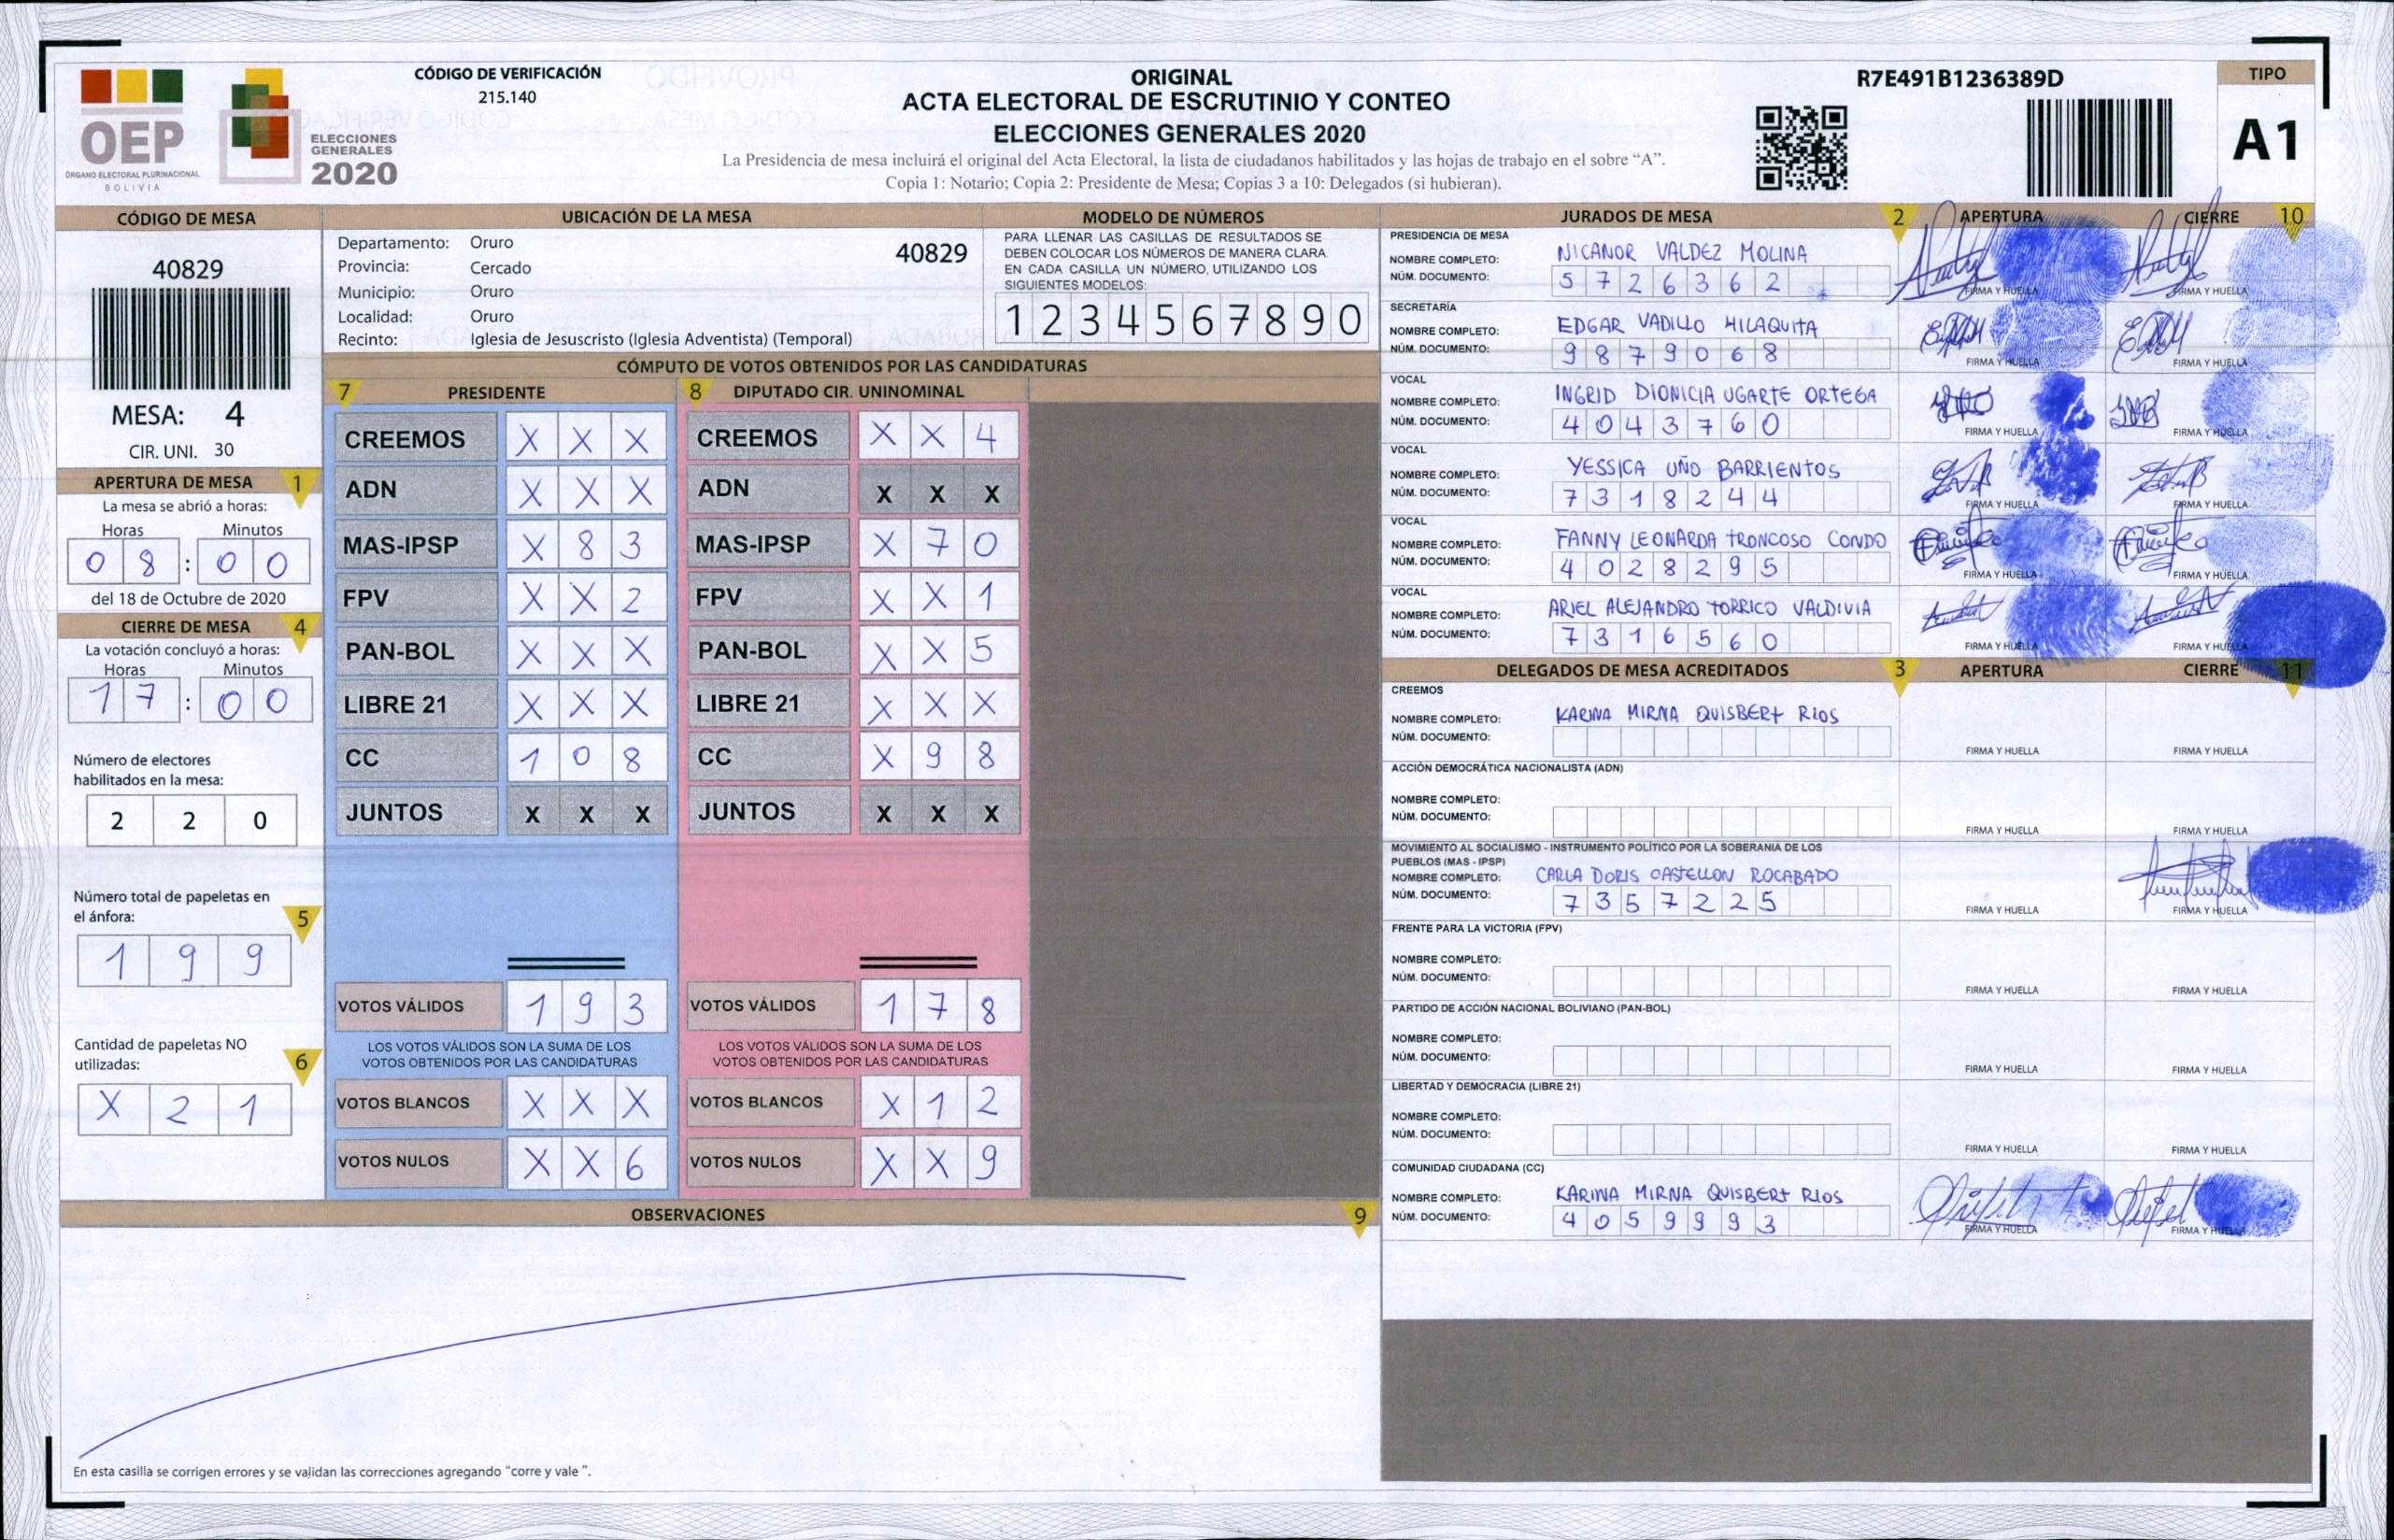 OEP
ÓRGANO ELECTORAL PLURINACIONAL
BOLIVIA
ELECCIONES
GENERALES
2020
CÓDIGO DE VERIFICACIÓN
215.140
ORIGINAL
ACTA ELECTORAL DE ESCRUTINIO Y CONTEO
ELECCIONES GENERALES 2020
La Presidencia de mesa incluirá el original del Acta Electoral, la lista de ciudadanos habilitados y las hojas de trabajo en el sobre “A”.
Copia 1: Notario; Copia 2: Presidente de Mesa; Copias 3 a 10: Delegados (si hubieran).
R7E491B1236389D
TIPO
A1
CÓDIGO DE MESA
40829
MESA: 4
CIR. UNI. 30
APERTURA DE MESA 1
La mesa se abrió a horas:
Horas Minutos
0 8 : 0 0
del 18 de Octubre de 2020
CIERRE DE MESA 4
La votación concluyó a horas:
Horas Minutos
1 7 : 0 0
Número de electores
habilitados en la mesa:
2 2 0
Número total de papeletas en
el ánfora: 5
1 9 9
Cantidad de papeletas NO
utilizadas: 6
X 2 1
UBICACIÓN DE LA MESA
Departamento: Oruro 40829
Provincia: Cercado
Municipio: Oruro
Localidad: Oruro
Recinto: Iglesia de Jesuscristo (Iglesia Adventista) (Temporal)
MODELO DE NÚMEROS
PARA LLENAR LAS CASILLAS DE RESULTADOS SE
DEBEN COLOCAR LOS NÚMEROS DE MANERA CLARA.
EN CADA CASILLA UN NÚMERO, UTILIZANDO LOS
SIGUIENTES MODELOS:
1 2 3 4 5 6 7 8 9 0
CÓMPUTO DE VOTOS OBTENIDOS POR LAS CANDIDATURAS
7 PRESIDENTE
CREEMOS X X X
ADN X X X
MAS-IPSP X 8 3
FPV X X 2
PAN-BOL X X X
LIBRE 21 X X X
CC 1 0 8
JUNTOS X X X
VOTOS VÁLIDOS 1 9 3
LOS VOTOS VÁLIDOS SON LA SUMA DE LOS
VOTOS OBTENIDOS POR LAS CANDIDATURAS
VOTOS BLANCOS X X X
VOTOS NULOS X X 6
8 DIPUTADO CIR. UNINOMINAL
CREEMOS X X 4
ADN X X X
MAS-IPSP X 7 0
FPV X X 1
PAN-BOL X X 5
LIBRE 21 X X X
CC X 9 8
JUNTOS X X X
VOTOS VÁLIDOS 1 7 8
LOS VOTOS VÁLIDOS SON LA SUMA DE LOS
VOTOS OBTENIDOS POR LAS CANDIDATURAS
VOTOS BLANCOS X 1 2
VOTOS NULOS X X 9
OBSERVACIONES 9
En esta casilla se corrigen errores y se validan las correcciones agregando “corre y vale ”.
JURADOS DE MESA 2 APERTURA CIERRE 10
PRESIDENCIA DE MESA
NOMBRE COMPLETO: NICANOR VALDEZ MOLINA
NÚM. DOCUMENTO: 5 7 2 6 3 6 2
FIRMA Y HUELLA FIRMA Y HUELLA
SECRETARÍA
NOMBRE COMPLETO: EDGAR VADILLO HILAQUITA
NÚM. DOCUMENTO: 9 8 7 9 0 6 8
FIRMA Y HUELLA FIRMA Y HUELLA
VOCAL
NOMBRE COMPLETO: INGRID DIONICIA UGARTE ORTEGA
NÚM. DOCUMENTO: 4 0 4 3 7 6 0
FIRMA Y HUELLA FIRMA Y HUELLA
VOCAL
NOMBRE COMPLETO: YESSICA UÑO BARRIENTOS
NÚM. DOCUMENTO: 7 3 1 8 2 4 4
FIRMA Y HUELLA FIRMA Y HUELLA
VOCAL
NOMBRE COMPLETO: FANNY LEONARDA TRONCOSO CONDO
NÚM. DOCUMENTO: 4 0 2 8 2 9 5
FIRMA Y HUELLA FIRMA Y HUELLA
VOCAL
NOMBRE COMPLETO: ARIEL ALEJANDRO TORRICO VALDIVIA
NÚM. DOCUMENTO: 7 3 1 6 5 6 0
FIRMA Y HUELLA FIRMA Y HUELLA
DELEGADOS DE MESA ACREDITADOS 3 APERTURA CIERRE 11
CREEMOS
NOMBRE COMPLETO: KARINA MIRNA QUISBERT RIOS
NÚM. DOCUMENTO:
FIRMA Y HUELLA FIRMA Y HUELLA
ACCIÓN DEMOCRÁTICA NACIONALISTA (ADN)
NOMBRE COMPLETO:
NÚM. DOCUMENTO:
FIRMA Y HUELLA FIRMA Y HUELLA
MOVIMIENTO AL SOCIALISMO - INSTRUMENTO POLÍTICO POR LA SOBERANIA DE LOS
PUEBLOS (MAS - IPSP)
NOMBRE COMPLETO: CARLA DORIS CASTELLON ROCABADO
NÚM. DOCUMENTO: 7 3 5 7 2 2 5
FIRMA Y HUELLA FIRMA Y HUELLA
FRENTE PARA LA VICTORIA (FPV)
NOMBRE COMPLETO:
NÚM. DOCUMENTO:
FIRMA Y HUELLA FIRMA Y HUELLA
PARTIDO DE ACCIÓN NACIONAL BOLIVIANO (PAN-BOL)
NOMBRE COMPLETO:
NÚM. DOCUMENTO:
FIRMA Y HUELLA FIRMA Y HUELLA
LIBERTAD Y DEMOCRACIA (LIBRE 21)
NOMBRE COMPLETO:
NÚM. DOCUMENTO:
FIRMA Y HUELLA FIRMA Y HUELLA
COMUNIDAD CIUDADANA (CC)
NOMBRE COMPLETO: KARINA MIRNA QUISBERT RIOS
NÚM. DOCUMENTO: 4 0 5 9 9 9 3
FIRMA Y HUELLA FIRMA Y HUELLA